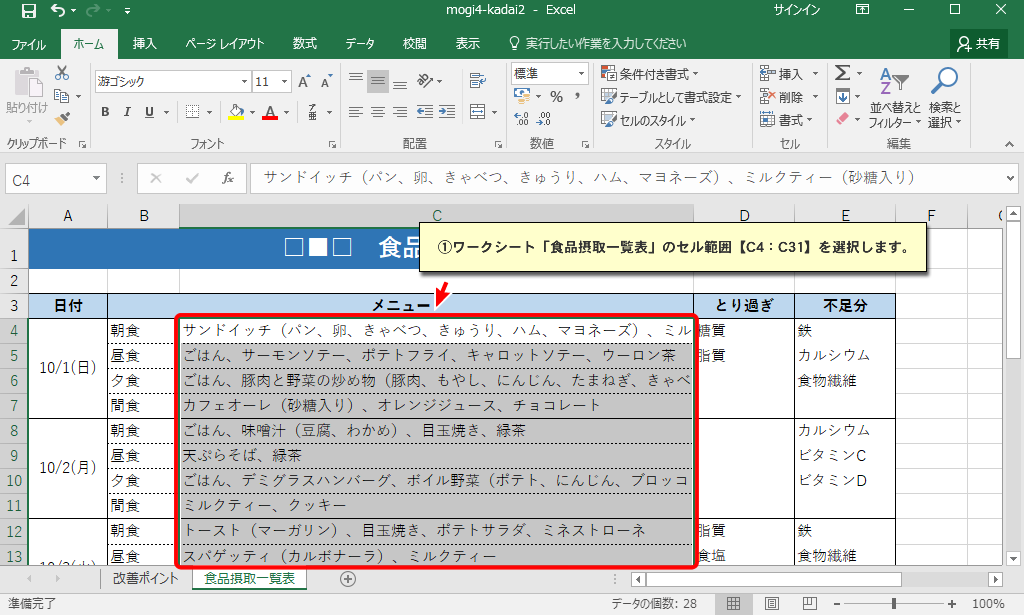 mogi4-kadai2 - Excel
サインイン
ファイル ホーム 挿入 ページ レイアウト 数式 データ 校閲 表示 実行したい作業を入力してください 共有
貼り付け
クリップボード
游ゴシック 11
B I U
フォント
配置
標準
% ,
数値
条件付き書式
テーブルとして書式設定
セルのスタイル
スタイル
挿入
削除
書式
セル
並べ替えと
フィルター
検索と
選択
編集
C4 fx サンドイッチ（パン、卵、きゃべつ、きゅうり、ハム、マヨネーズ）、ミルクティー（砂糖入り）
A B C D E F
1 □■□ 食品
①ワークシート「食品摂取一覧表」のセル範囲【C4：C31】を選択します。
2
3 日付 メニュー とり過ぎ 不足分
4 朝食 サンドイッチ（パン、卵、きゃべつ、きゅうり、ハム、マヨネーズ）、ミル 糖質 鉄
5 昼食 ごはん、サーモンソテー、ポテトフライ、キャロットソテー、ウーロン茶 脂質 カルシウム
10/1(日)
6 夕食 ごはん、豚肉と野菜の炒め物（豚肉、もやし、にんじん、たまねぎ、きゃべ 食物繊維
7 間食 カフェオーレ（砂糖入り）、オレンジジュース、チョコレート
8 朝食 ごはん、味噌汁（豆腐、わかめ）、目玉焼き、緑茶 カルシウム
9 昼食 天ぷらそば、緑茶 ビタミンC
10/2(月)
10 夕食 ごはん、デミグラスハンバーグ、ボイル野菜（ポテト、にんじん、ブロッコ ビタミンD
11 間食 ミルクティー、クッキー
12 朝食 トースト（マーガリン）、目玉焼き、ポテトサラダ、ミネストローネ 脂質 鉄
13 昼食 スパゲッティ（カルボナーラ）、ミルクティー 食塩 食物繊維
改善ポイント 食品摂取一覧表
準備完了 データの個数: 28 100%